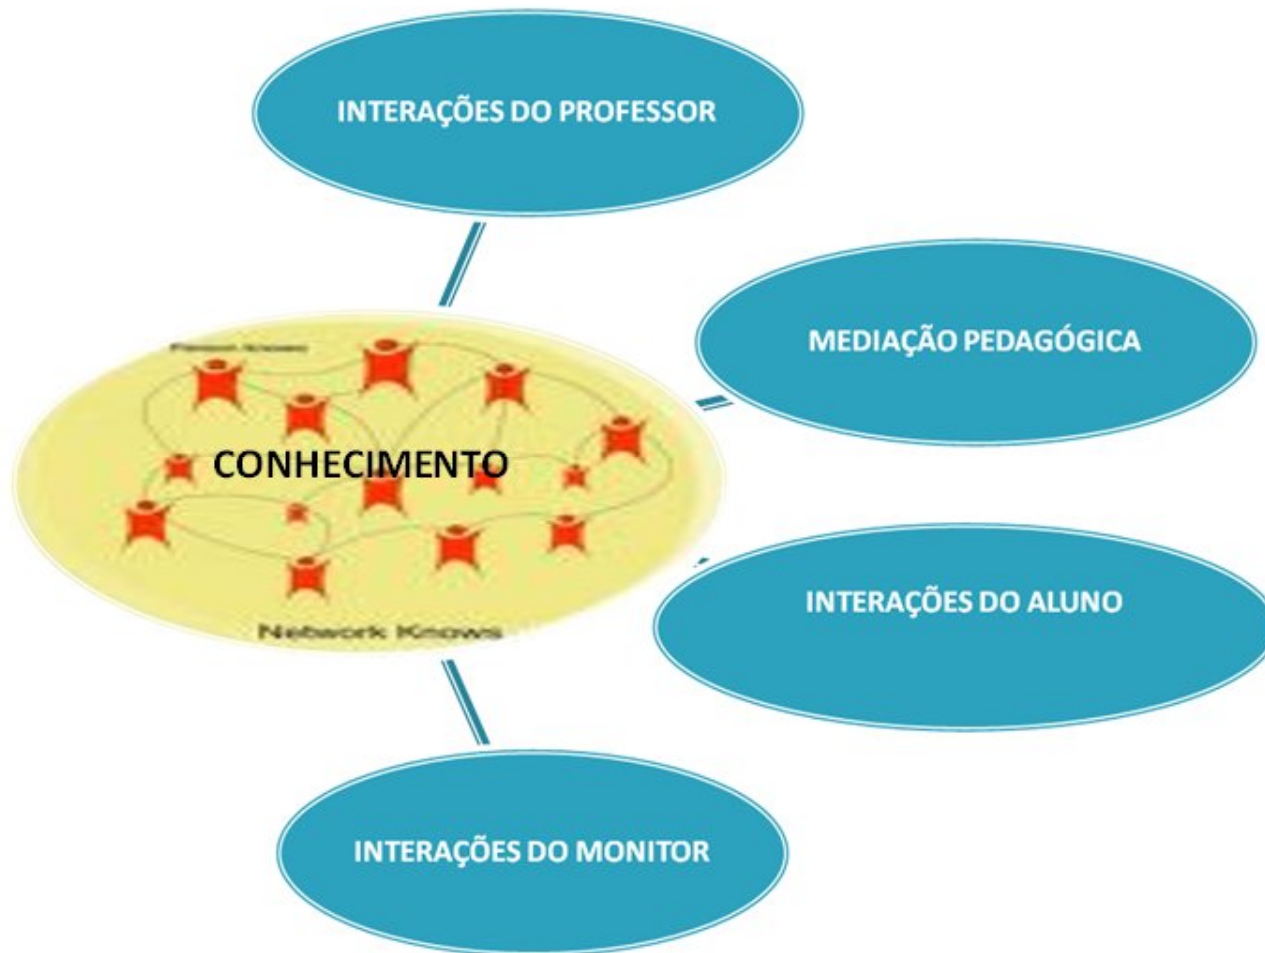 INTERAÇÕES DO PROFESSOR
MEDIAÇÃO PEDAGÓGICA
CONHECIMENTO
Network Knows
INTERAÇÕES DO ALUNO
INTERAÇÕES DO MONITOR